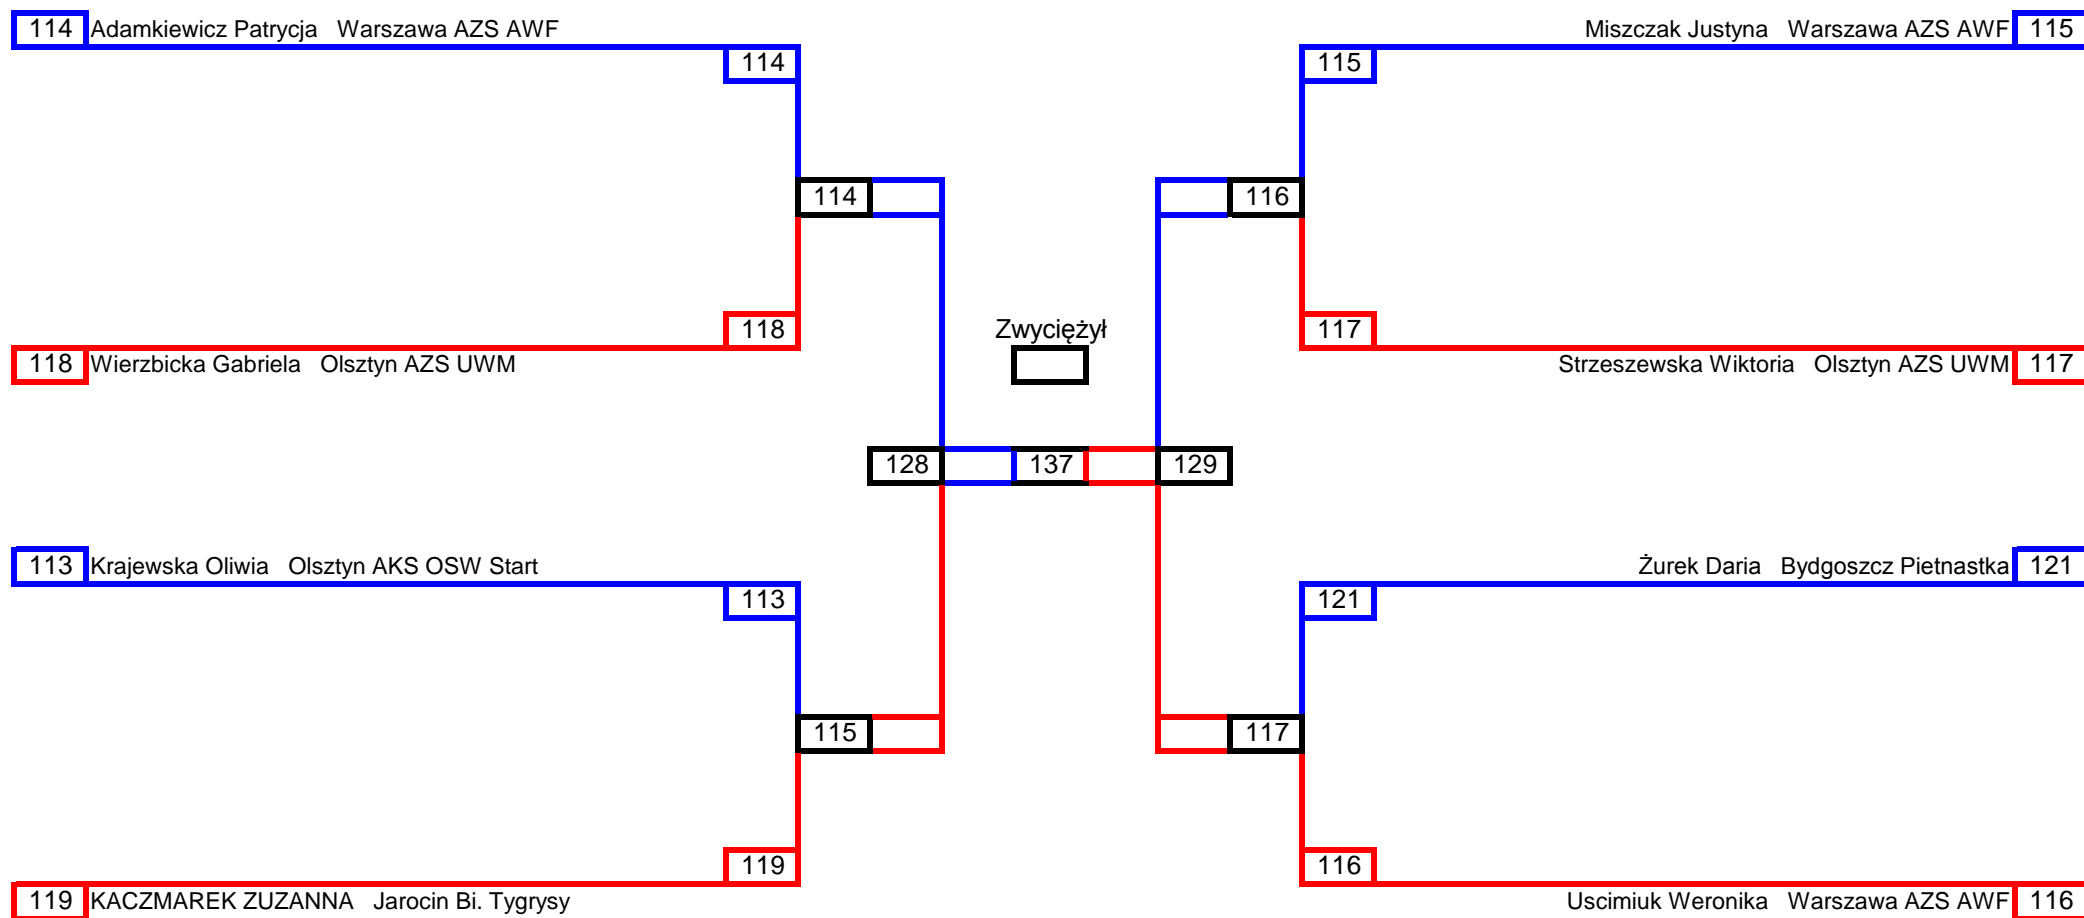 114 Adamkiewicz Patrycja Warszawa AZS AWF
Miszczak Justyna Warszawa AZS AWF 115
114
115
114
116
118
Zwyciężył
117
118 Wierzbicka Gabriela Olsztyn AZS UWM
Strzeszewska Wiktoria Olsztyn AZS UWM 117
128 137 129
113 Krajewska Oliwia Olsztyn AKS OSW Start
Żurek Daria Bydgoszcz Pietnastka 121
113
121
115
117
119
116
119 KACZMAREK ZUZANNA Jarocin Bi. Tygrysy
Uscimiuk Weronika Warszawa AZS AWF 116